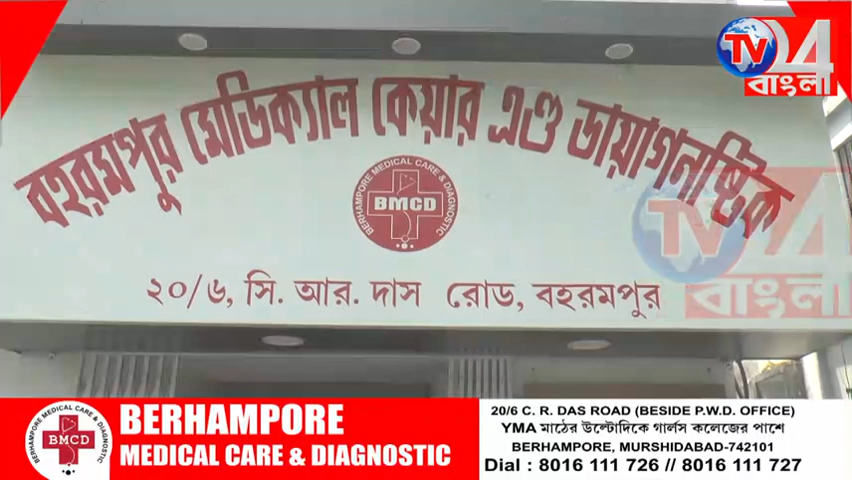 TV 24
বাংলা
বহরমপুর মেডিক্যাল কেয়ার এণ্ড ডায়াগনষ্টিক
BERHAMPORE MEDICAL CARE & DIAGNOSTIC
BMCD
TV 24
বাংলা
২০/৬, সি. আর. দাস রোড, বহরমপুর
BERHAMPORE MEDICAL CARE & DIAGNOSTIC
BMCD
BERHAMPORE
MEDICAL CARE & DIAGNOSTIC
20/6 C. R. DAS ROAD (BESIDE P.W.D. OFFICE)
YMA মাঠের উল্টোদিকে গার্লস কলেজের পাশে
BERHAMPORE, MURSHIDABAD-742101
Dial : 8016 111 726 // 8016 111 727